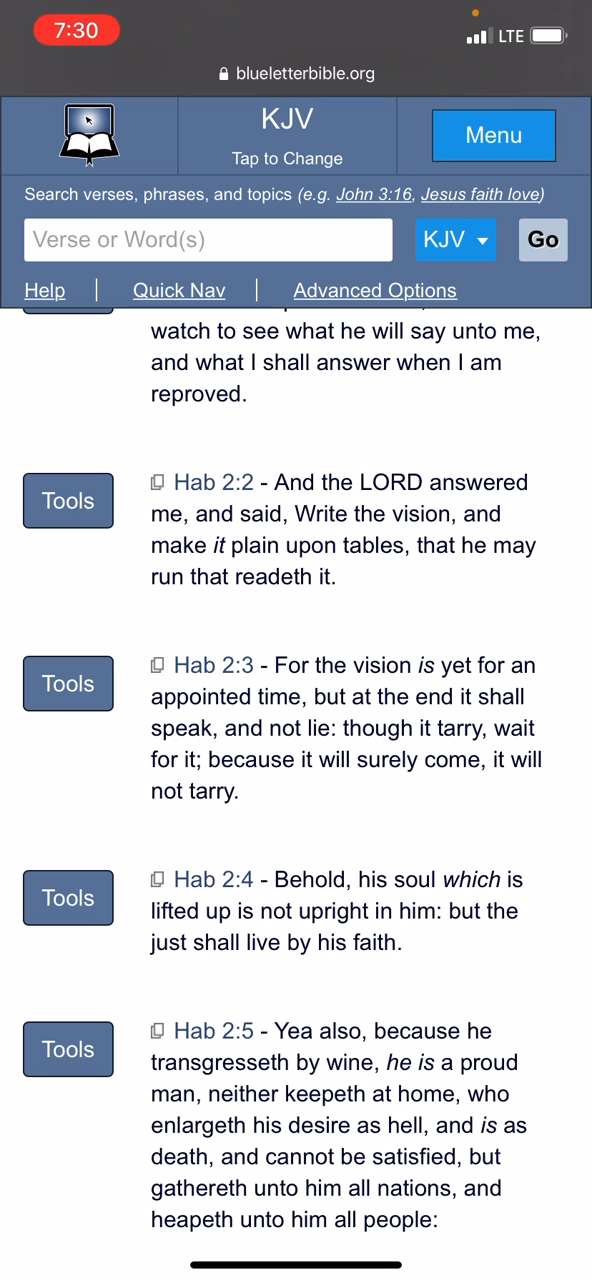 7:30
LTE
blueletterbible.org
KJV
Tap to Change
Menu
Search verses, phrases, and topics (e.g. John 3:16, Jesus faith love)
Verse or Word(s)
KJV
Go
Help | Quick Nav | Advanced Options
watch to see what he will say unto me,
and what I shall answer when I am
reproved.
Tools
Hab 2:2 - And the LORD answered
me, and said, Write the vision, and
make it plain upon tables, that he may
run that readeth it.
Tools
Hab 2:3 - For the vision is yet for an
appointed time, but at the end it shall
speak, and not lie: though it tarry, wait
for it; because it will surely come, it will
not tarry.
Tools
Hab 2:4 - Behold, his soul which is
lifted up is not upright in him: but the
just shall live by his faith.
Tools
Hab 2:5 - Yea also, because he
transgresseth by wine, he is a proud
man, neither keepeth at home, who
enlargeth his desire as hell, and is as
death, and cannot be satisfied, but
gathereth unto him all nations, and
heapeth unto him all people: